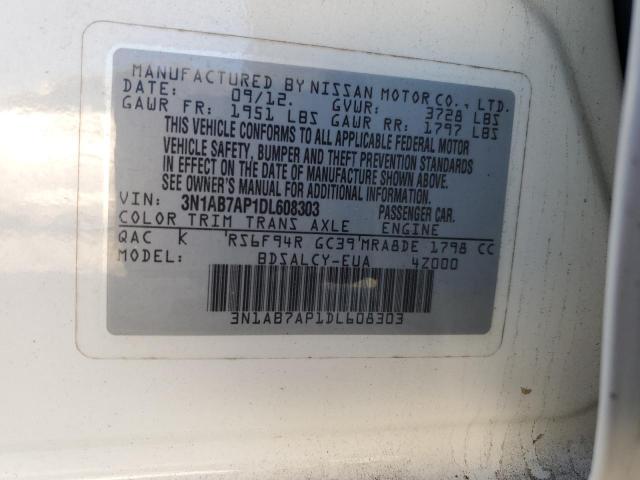 MANUFACTURED BY NISSAN MOTOR CO., LTD.
DATE: 09/12. GVWR: 3728 LBS
GAWR FR: 1951 LBS GAWR RR: 1797 LBS
THIS VEHICLE CONFORMS TO ALL APPLICABLE FEDERAL MOTOR
VEHICLE SAFETY, BUMPER AND THEFT PREVENTION STANDARDS
IN EFFECT ON THE DATE OF MANUFACTURE SHOWN ABOVE.
SEE OWNER'S MANUAL FOR ADDITIONAL INFORMATION
VIN: 3N1AB7AP1DL608303 PASSENGER CAR.
COLOR TRIM TRANS AXLE ENGINE
QAC K 'RS6F94R GC39'MRA8DE 1798 CC
MODEL: BDSALCY-EUA 4Z000
3N1AB7AP1DL608303